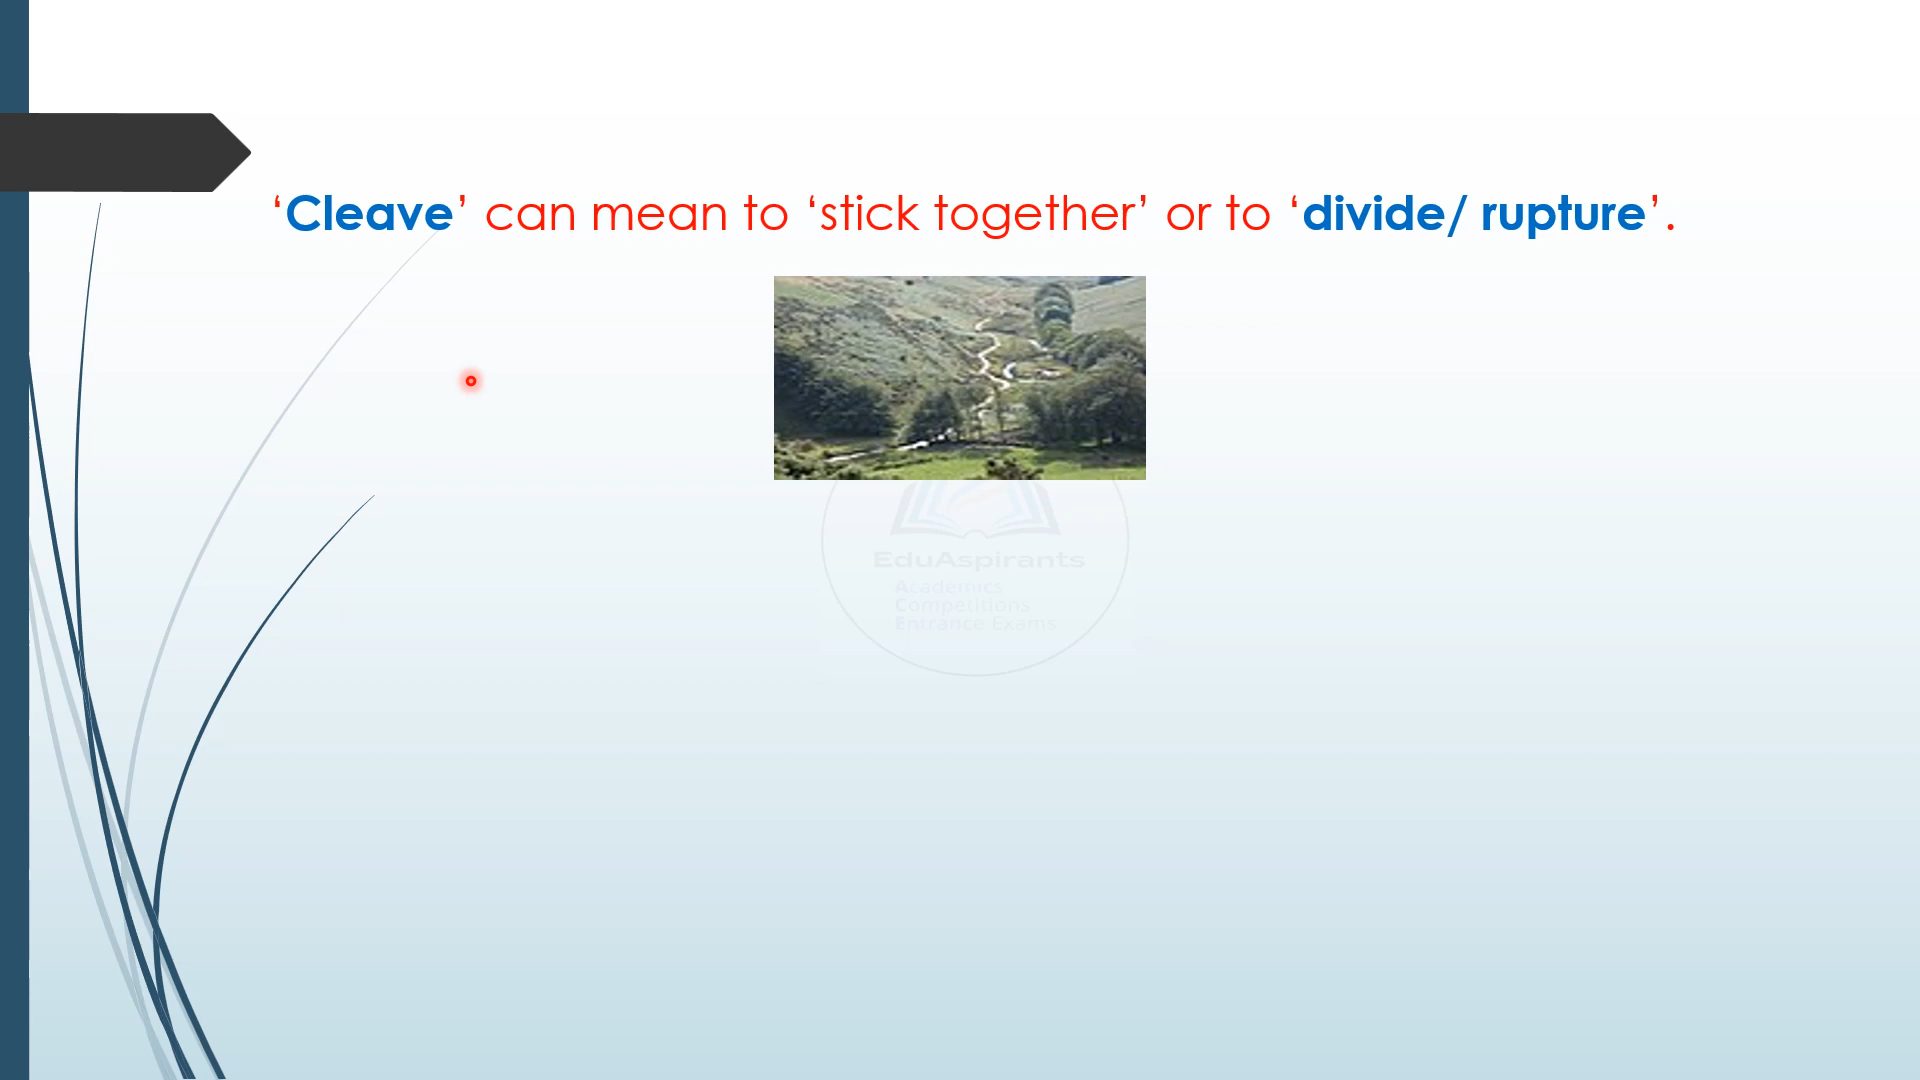 ‘Cleave’ can mean to ‘stick together’ or to ‘divide/ rupture’.
EduAspirants
Academics
Competitions
Entrance Exams